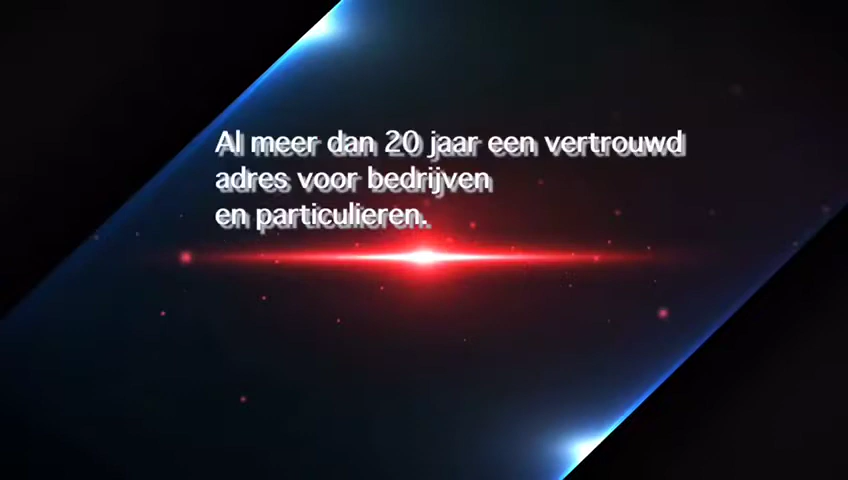 Al meer dan 20 jaar een vertrouwd
adres voor bedrijven
en particulieren.